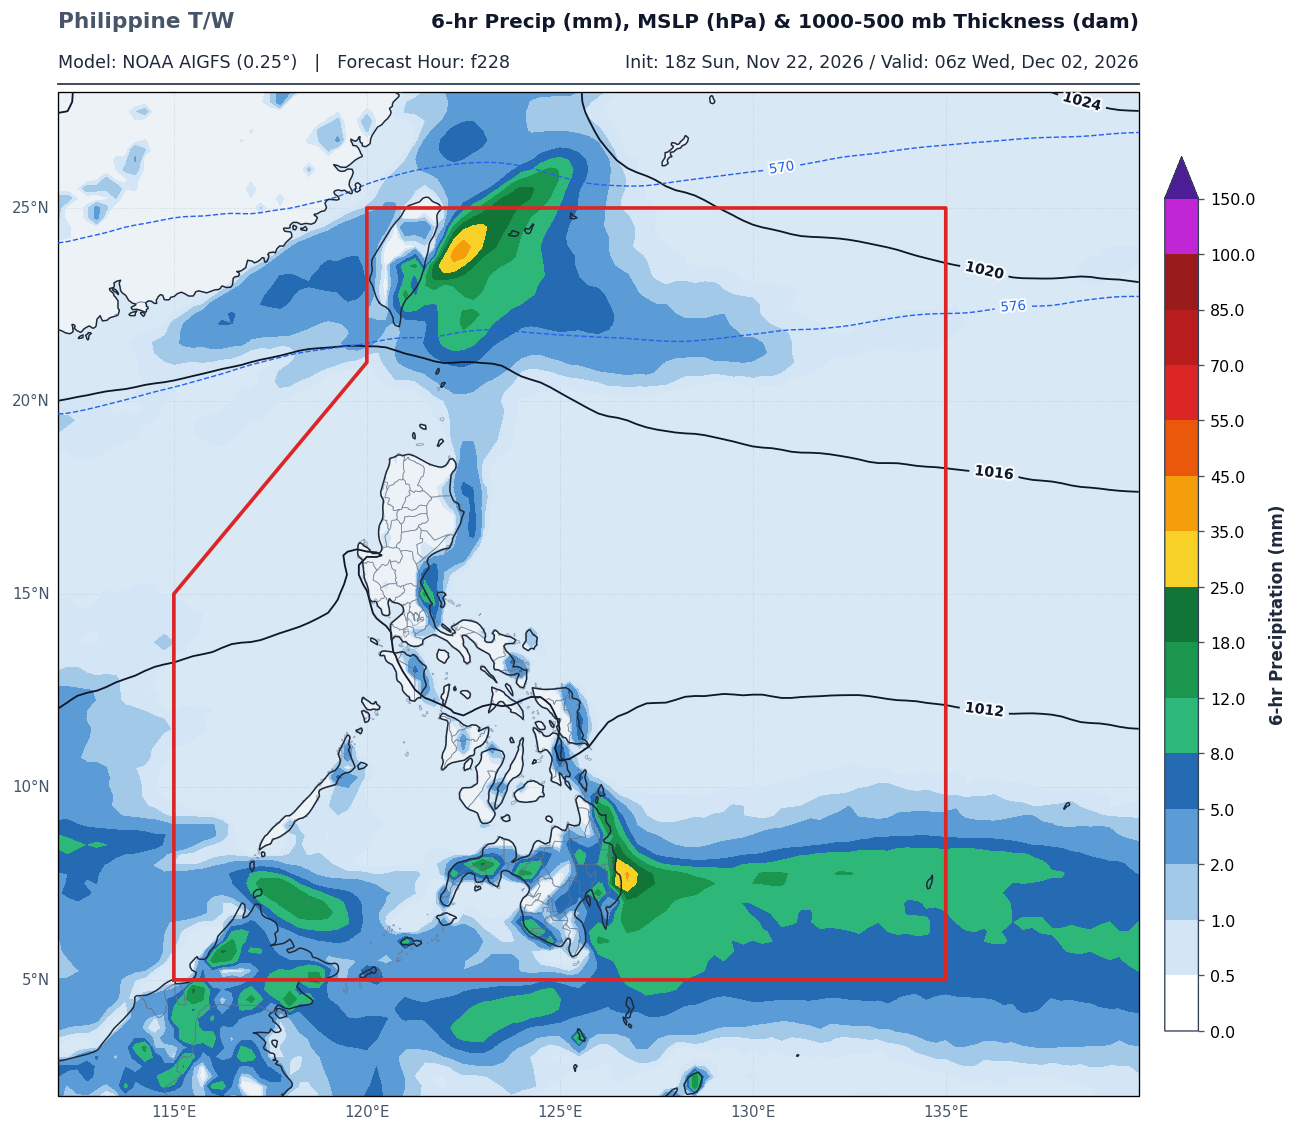 Philippine T/W
6-hr Precip (mm), MSLP (hPa) & 1000-500 mb Thickness (dam)
Model: NOAA AIGFS (0.25°)   |   Forecast Hour: f228
Init: 18z Sun, Nov 22, 2026 / Valid: 06z Wed, Dec 02, 2026
1024
570
1020
576
1016
1012
25°N
20°N
15°N
10°N
5°N
115°E
120°E
125°E
130°E
135°E
150.0
100.0
85.0
70.0
55.0
45.0
35.0
25.0
18.0
12.0
8.0
5.0
2.0
1.0
0.5
0.0
6-hr Precipitation (mm)